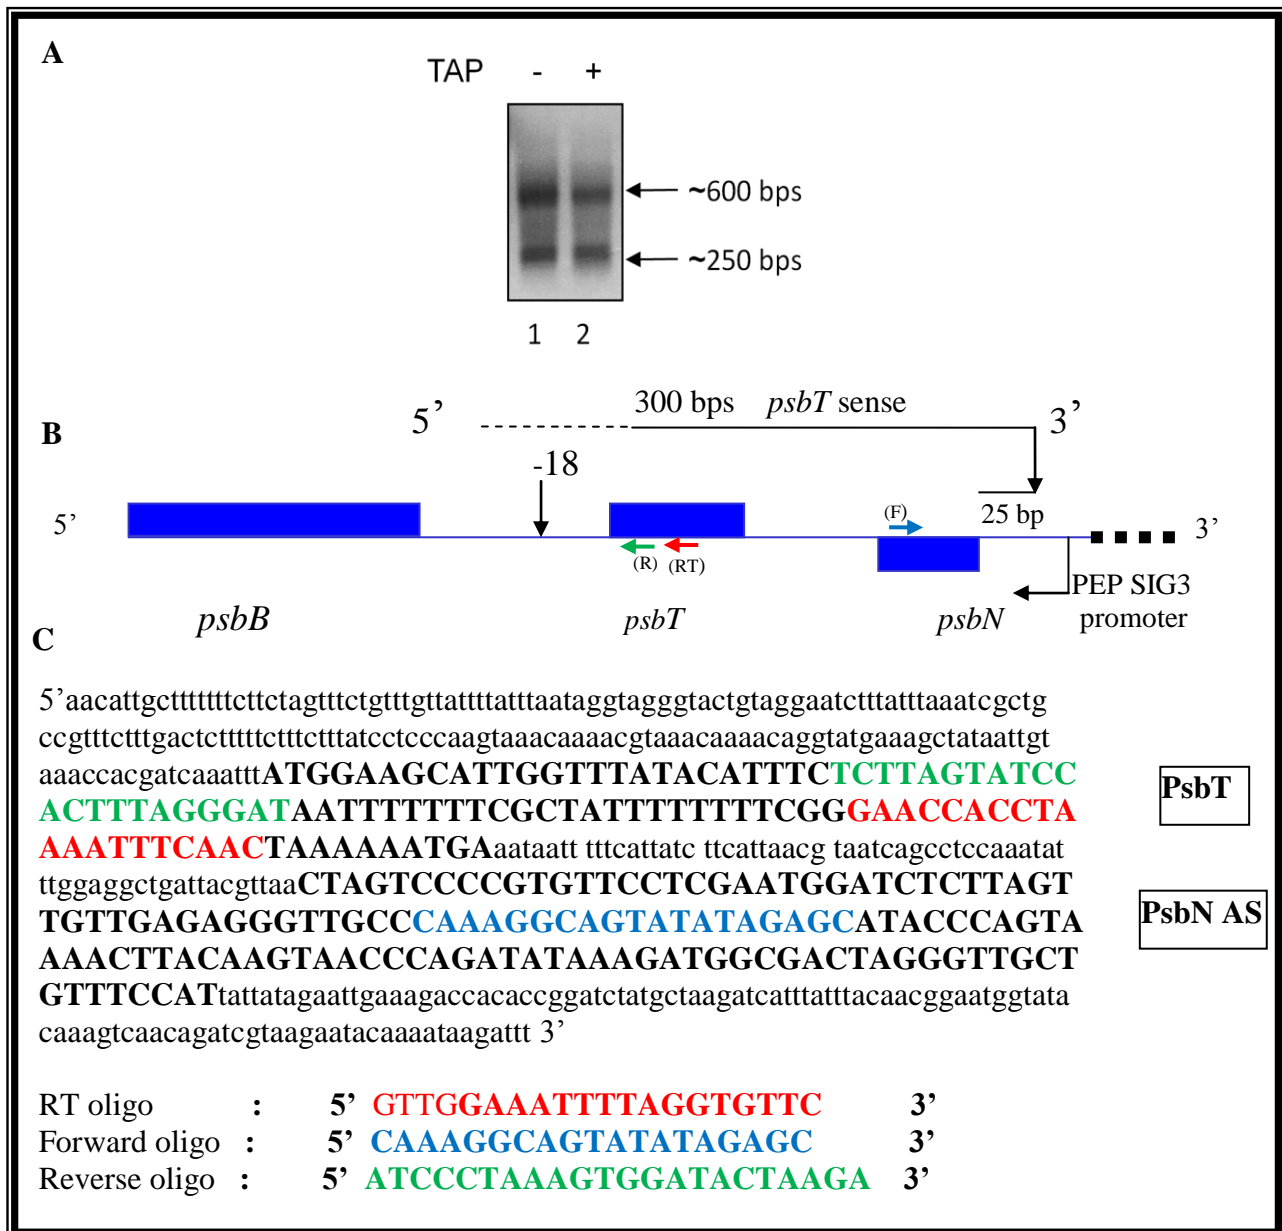 A
TAP - +
~600 bps
~250 bps
1 2
300 bps psbT sense
5’ 3’
B
-18
5’ (F) 25 bp 3’
(R) (RT)
PEP SIG3
promoter
psbB psbT psbN
C
5’aacattgctttttttcttctagtttctgtttgttattttatttaataggtagggtactgtaggaatctttatttaaatcgctg
ccgtttctttgactctttttctttctttatcctcccaagtaaacaaaacgtaaacaaaacaggtatgaaagctataattgt
aaaccacgatcaaatttATGGAAGCATTGGTTTATACATTTCTCTTAGTATCC
ACTTTAGGGATAATTTTTTTCGCTATTTTTTTTCGGGAACCACCTA
AAATTTCAACTAAAAAATGAaataatt tttcattatc ttcattaacg taatcagcctccaaatat
ttggaggctgattacgttaaCTAGTCCCCGTGTTCCTCGAATGGATCTCTTAGT
TGTTGAGAGGGTTGCCCAAAGGCAGTATATAGAGCATACCCAGTA
AAACTTACAAGTAACCCAGATATAAAGATGGCGACTAGGGTTGCT
GTTTCCATtattatagaattgaaagaccacaccggatctatgctaagatcatttatttacaacggaatggtata
caaagtcaacagatcgtaagaatacaaaataagattt 3’
PsbT
PsbN AS
RT oligo : 5’ GTTGGAAATTTTAGGTGTTC 3’
Forward oligo : 5’ CAAAGGCAGTATATAGAGC 3’
Reverse oligo : 5’ ATCCCTAAAGTGGATACTAAGA 3’